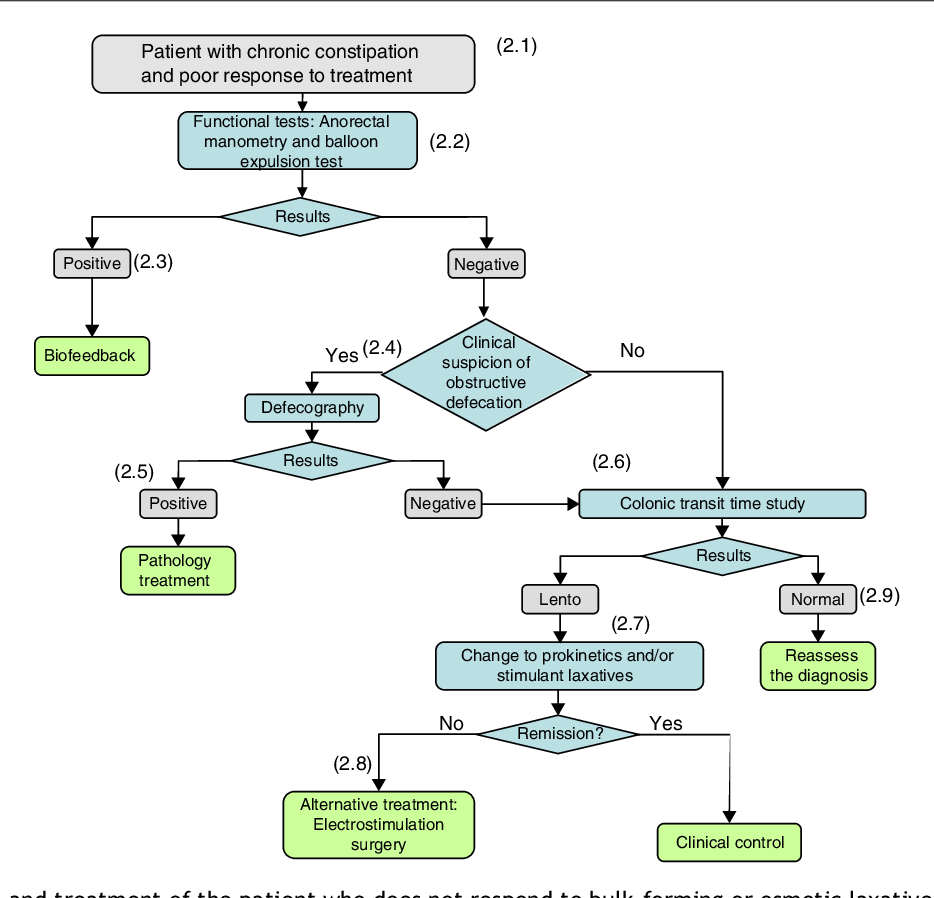 Patient with chronic constipation
and poor response to treatment
(2.1)
Functional tests: Anorectal
manometry and balloon
expulsion test
(2.2)
Results
Positive
(2.3)
Negative
Biofeedback
Clinical
suspicion of
obstructive
defecation
Yes
(2.4)
No
Defecography
Results
(2.5)
(2.6)
Positive
Negative
Colonic transit time study
Pathology
treatment
Results
Lento
Normal
(2.9)
(2.7)
Change to prokinetics and/or
stimulant laxatives
Reassess
the diagnosis
No
Remission?
Yes
(2.8)
Alternative treatment:
Electrostimulation
surgery
Clinical control
and treatment of the patient who does not respond to bulk-forming or osmotic laxative